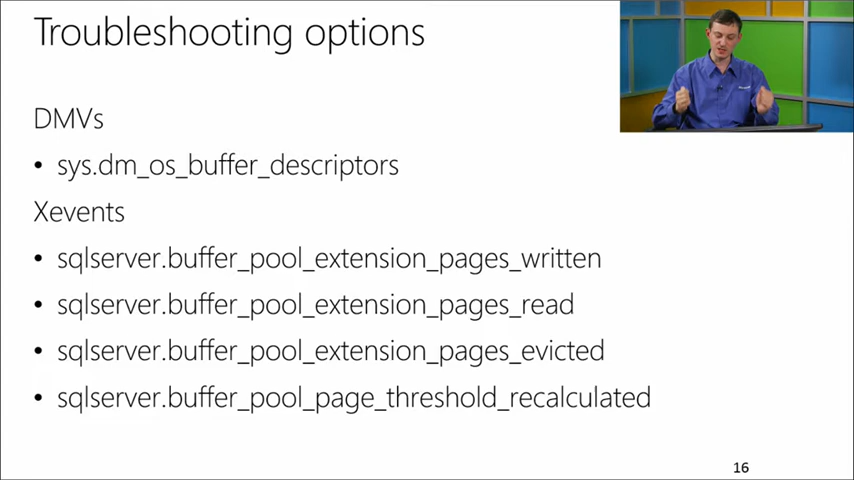 Troubleshooting options
DMVs
• sys.dm_os_buffer_descriptors
Xevents
• sqlserver.buffer_pool_extension_pages_written
• sqlserver.buffer_pool_extension_pages_read
• sqlserver.buffer_pool_extension_pages_evicted
• sqlserver.buffer_pool_page_threshold_recalculated
16